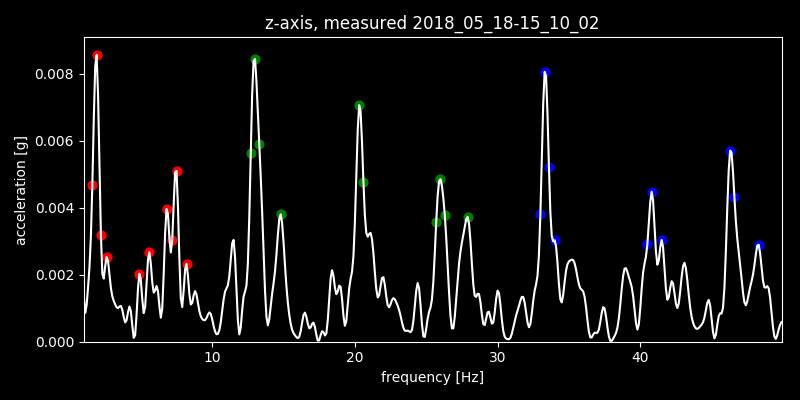 z-axis, measured 2018_05_18-15_10_02
0.008
0.006
0.004
0.002
0.000
acceleration [g]
10 20 30 40
frequency [Hz]